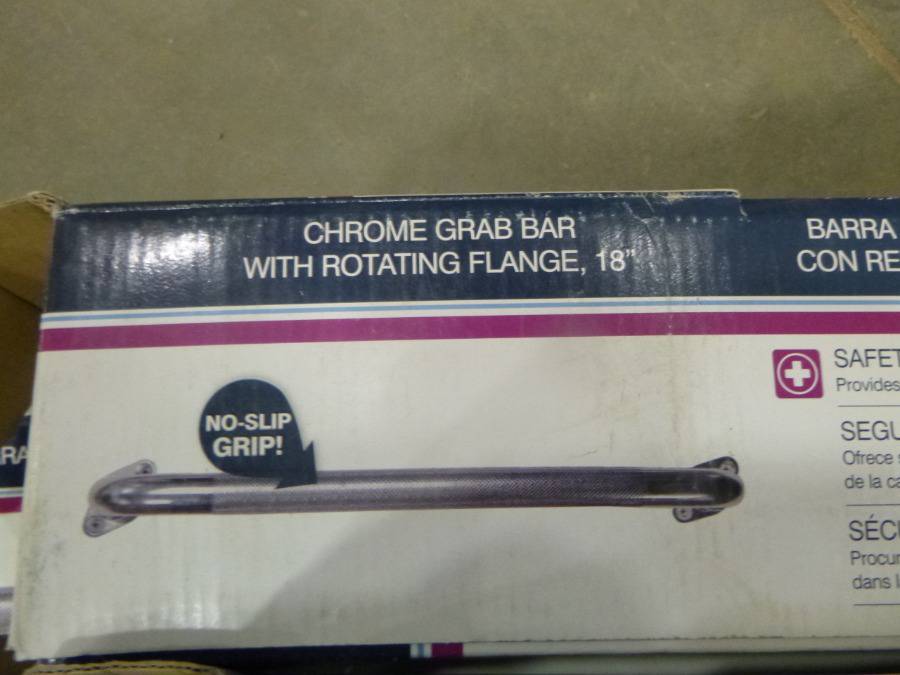 CHROME GRAB BAR
WITH ROTATING FLANGE, 18"
BARRA
CON RE
NO-SLIP
GRIP!
SAFET
Provides
SEGU
Ofrece s
de la ca
SÉCU
Procur
dans l
RA